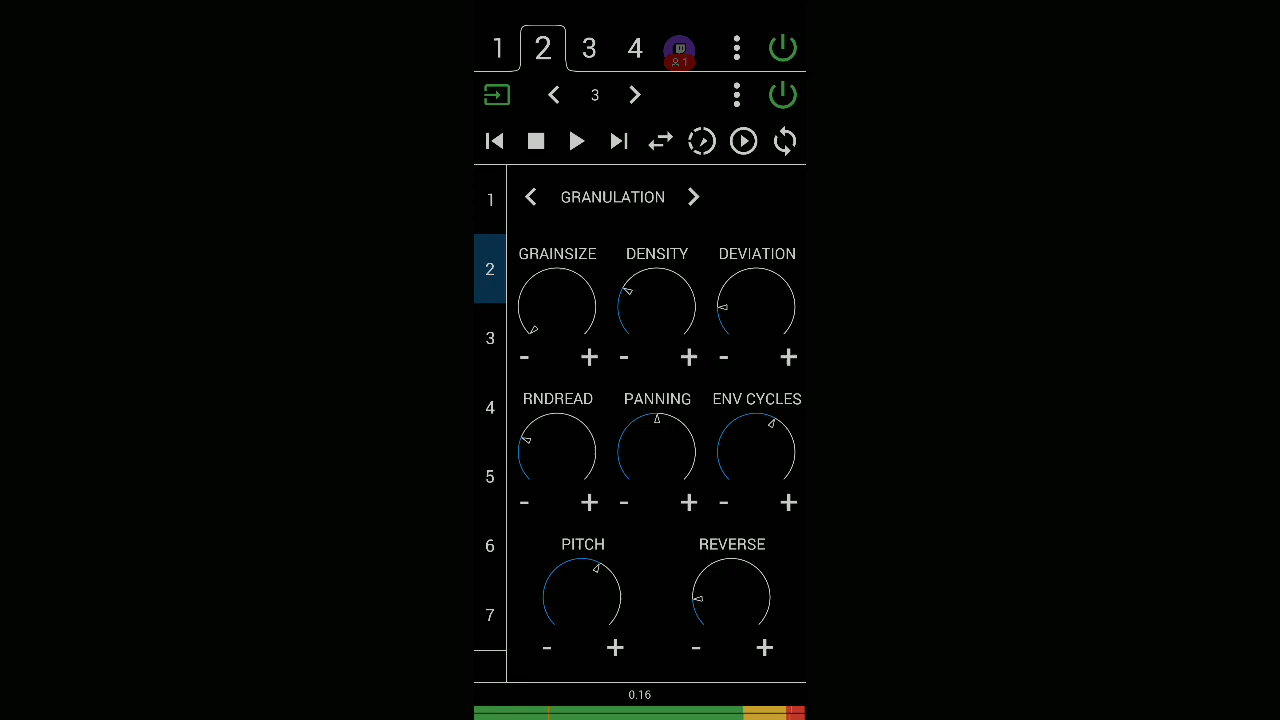 1 2 3 4 1
3
1 GRANULATION
2 GRAINSIZE DENSITY DEVIATION
- + - + - +
3
4 RNDREAD PANNING ENV CYCLES
5 - + - + - +
6 PITCH REVERSE
7 - + - +
0.16